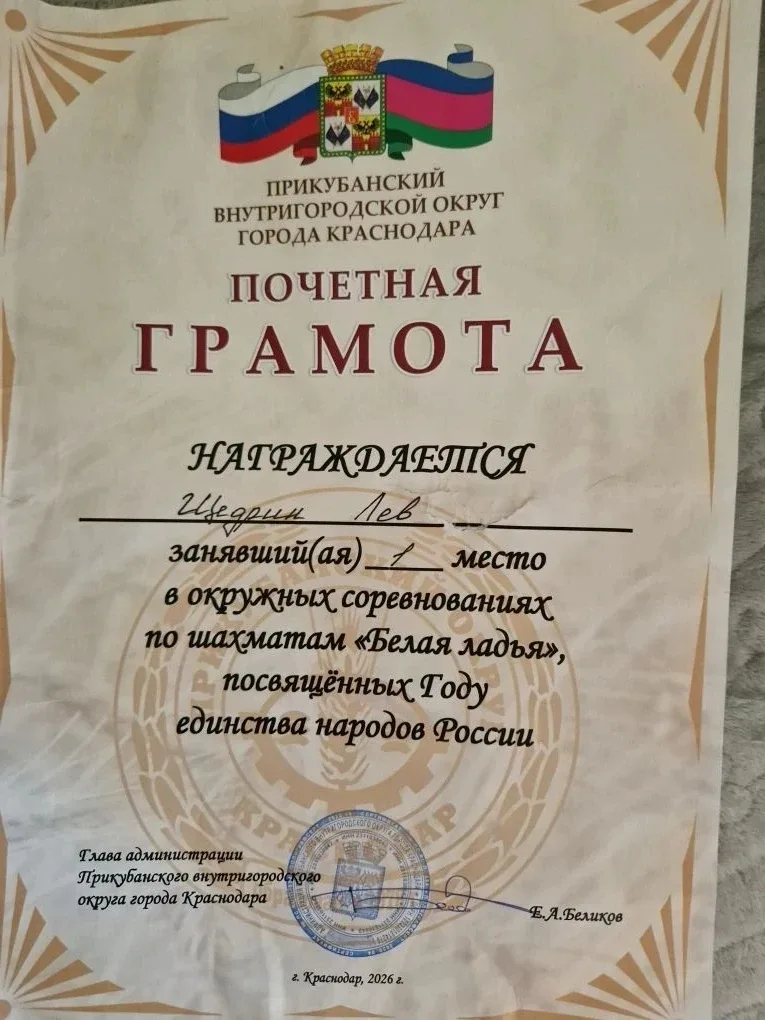 ПРИКУБАНСКИЙ
ВНУТРИГОРОДСКОЙ ОКРУГ
ГОРОДА КРАСНОДАРА
ПОЧЕТНАЯ
ГРАМОТА
НАГРАЖДАЕТСЯ
Щедрин Лев
занявший(ая) 1 место
в окружных соревнованиях
по шахматам «Белая ладья»,
посвящённых Году
единства народов России
Глава администрации
Прикубанского внутригородского
округа города Краснодара
Е.А.Беликов
г. Краснодар, 2026 г.